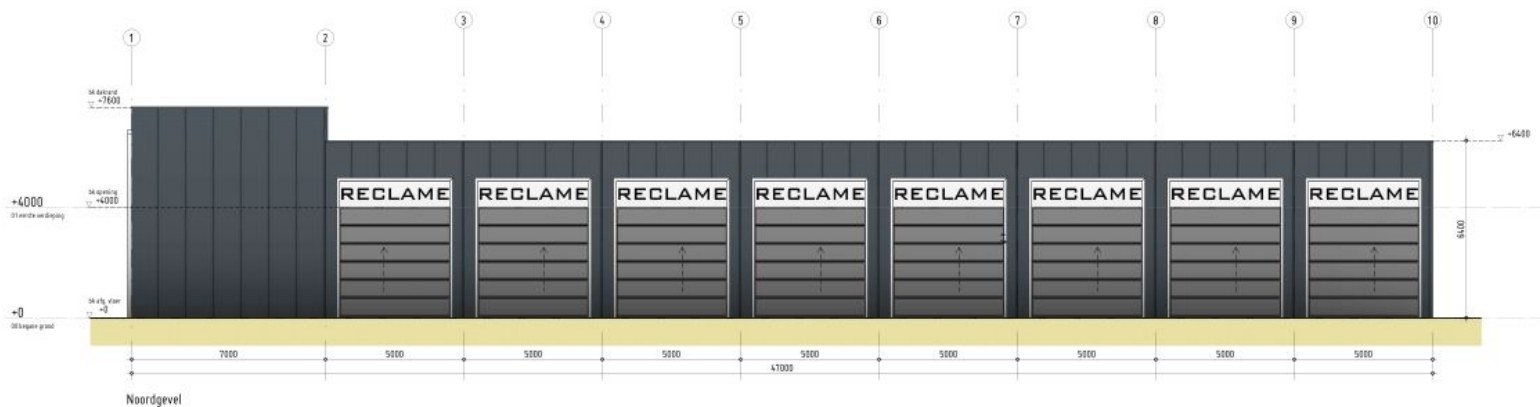 1 2 3 4 5 6 7 8 9 10
bk dakrand
+7600
+6400
bk opening
+4000
+4000
01 eerste verdieping
RECLAME RECLAME RECLAME RECLAME RECLAME RECLAME RECLAME RECLAME
6400
bk afg. vloer
+0
+0
00 begane grond
7000 5000 5000 5000 5000 5000 5000 5000 5000
47000
Noordgevel